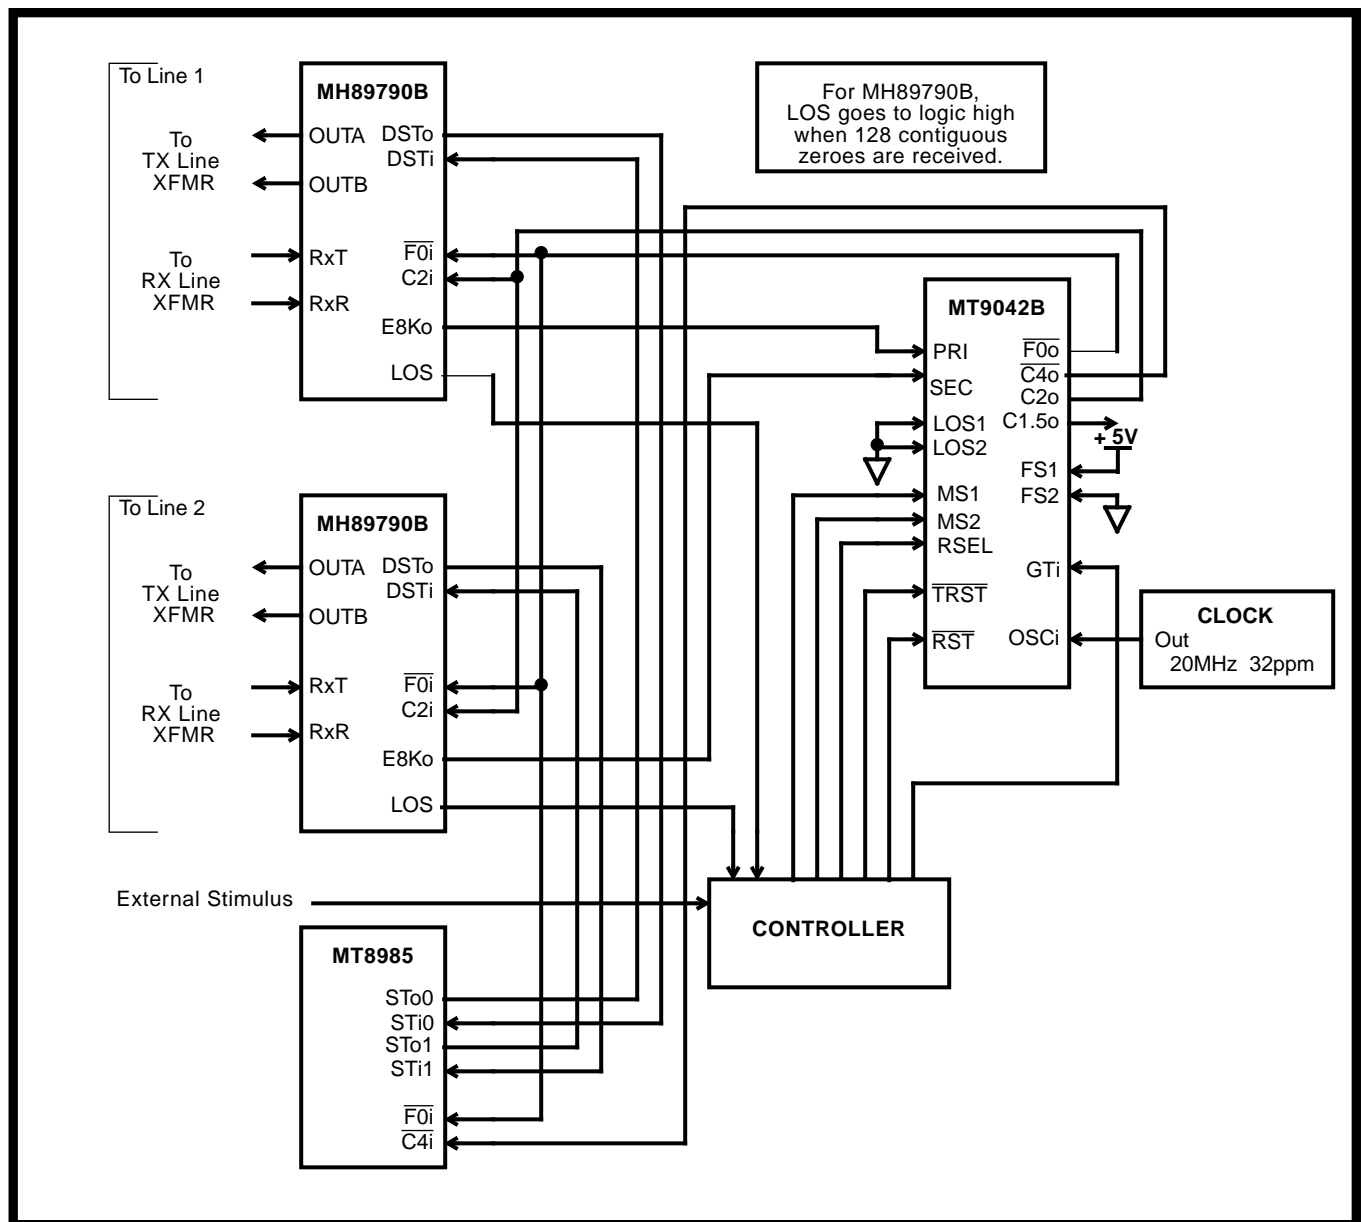 To Line 1
MH89790B
To
TX Line
XFMR
OUTA
OUTB
DSTo
DSTi
To
RX Line
XFMR
RxT
RxR
F0i
C2i
E8Ko
LOS
For MH89790B,
LOS goes to logic high
when 128 contiguous
zeroes are received.
MT9042B
PRI
SEC
LOS1
LOS2
MS1
MS2
RSEL
TRST
RST
F0o
C4o
C2o
C1.5o
+ 5V
FS1
FS2
GTi
OSCi
CLOCK
Out
20MHz 32ppm
To Line 2
MH89790B
To
TX Line
XFMR
OUTA
OUTB
DSTo
DSTi
To
RX Line
XFMR
RxT
RxR
F0i
C2i
E8Ko
LOS
External Stimulus
CONTROLLER
MT8985
STo0
STi0
STo1
STi1
F0i
C4i